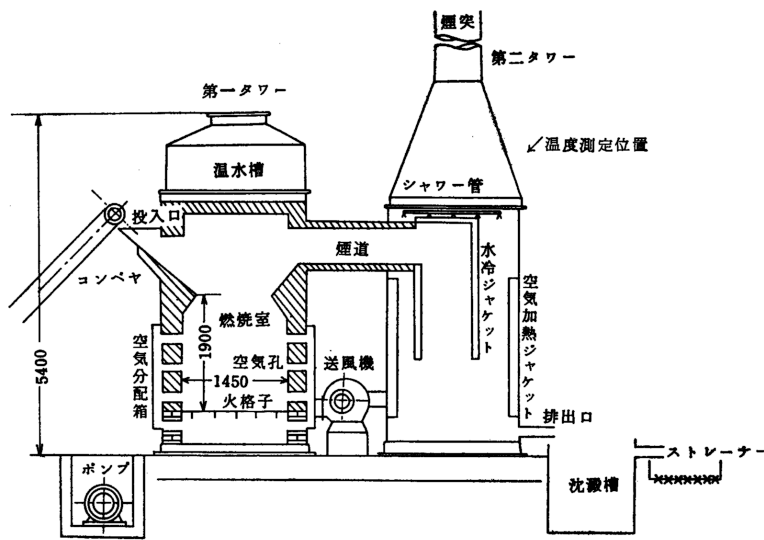 煙突
第二タワー
第一タワー
温度測定位置
温水槽
シャワー管
投入口
煙道
水冷ジャケット
コンベヤ
空気加熱ジャケット
燃焼室
1900
5400
空気分配箱
空気孔
送風機
1450
火格子
排出口
ストレーナー
ポンプ
沈澱槽